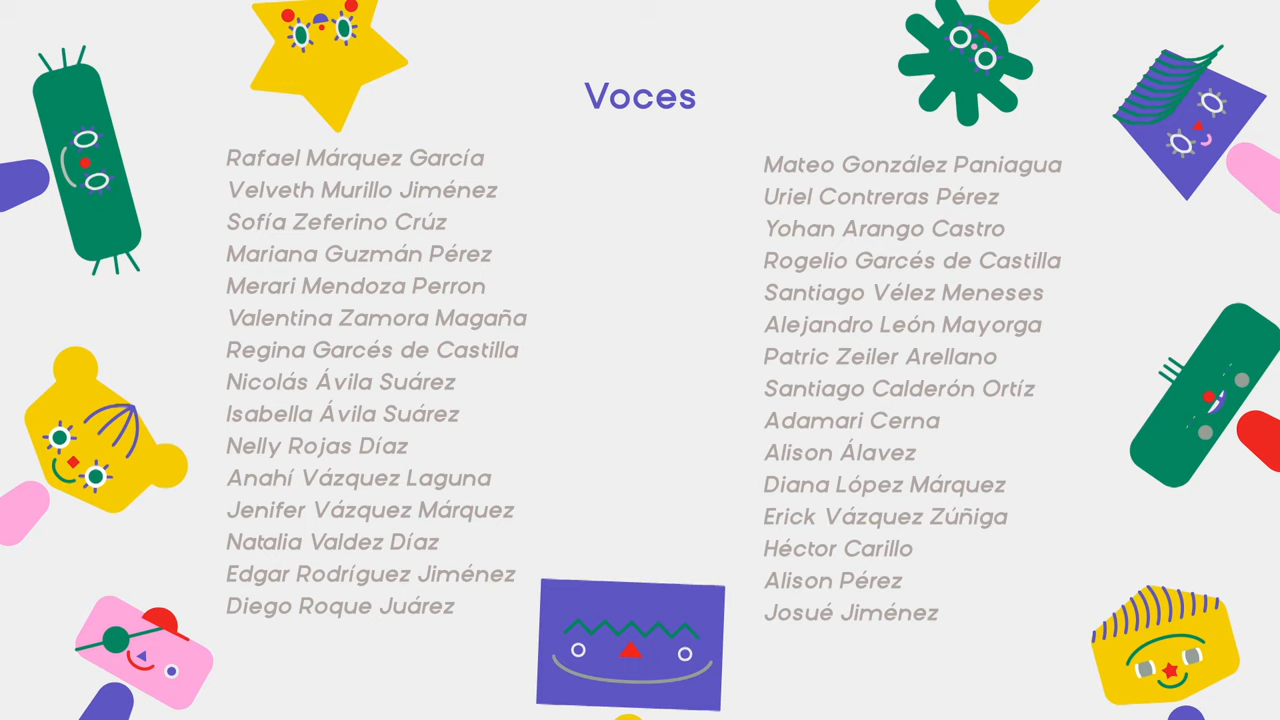 Voces
Rafael Márquez García
Velveth Murillo Jiménez
Sofía Zeferino Crúz
Mariana Guzmán Pérez
Merari Mendoza Perron
Valentina Zamora Magaña
Regina Garcés de Castilla
Nicolás Ávila Suárez
Isabella Ávila Suárez
Nelly Rojas Díaz
Anahí Vázquez Laguna
Jenifer Vázquez Márquez
Natalia Valdez Díaz
Edgar Rodríguez Jiménez
Diego Roque Juárez
Mateo González Paniagua
Uriel Contreras Pérez
Yohan Arango Castro
Rogelio Garcés de Castilla
Santiago Vélez Meneses
Alejandro León Mayorga
Patric Zeiler Arellano
Santiago Calderón Ortíz
Adamari Cerna
Alison Álavez
Diana López Márquez
Erick Vázquez Zúñiga
Héctor Carillo
Alison Pérez
Josué Jiménez